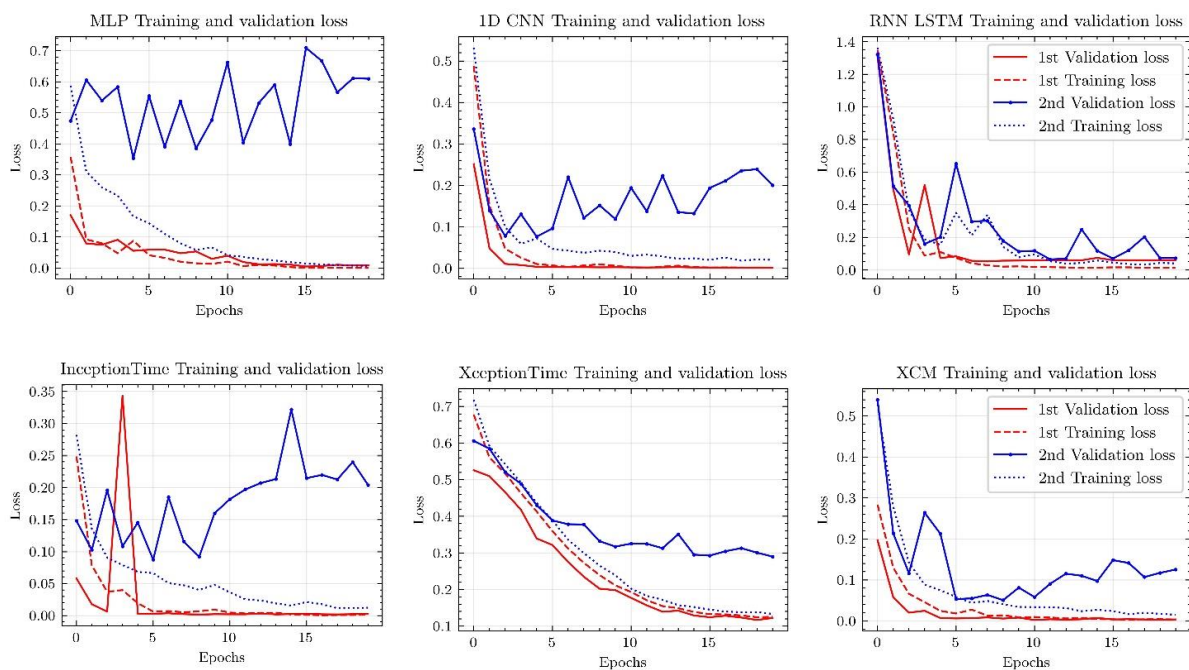 MLP Training and validation loss
0.7
0.6
0.5
0.4
0.3
0.2
0.1
0.0
Loss
0
5
10
15
Epochs
1D CNN Training and validation loss
0.5
0.4
0.3
0.2
0.1
0.0
Loss
0
5
10
15
Epochs
RNN LSTM Training and validation loss
1.4
1.2
1.0
0.8
0.6
0.4
0.2
0.0
Loss
1st Validation loss
1st Training loss
2nd Validation loss
2nd Training loss
0
5
10
15
Epochs
InceptionTime Training and validation loss
0.35
0.30
0.25
0.20
0.15
0.10
0.05
0.00
Loss
0
5
10
15
Epochs
XceptionTime Training and validation loss
0.7
0.6
0.5
0.4
0.3
0.2
0.1
Loss
0
5
10
15
Epochs
XCM Training and validation loss
0.5
0.4
0.3
0.2
0.1
0.0
Loss
1st Validation loss
1st Training loss
2nd Validation loss
2nd Training loss
0
5
10
15
Epochs